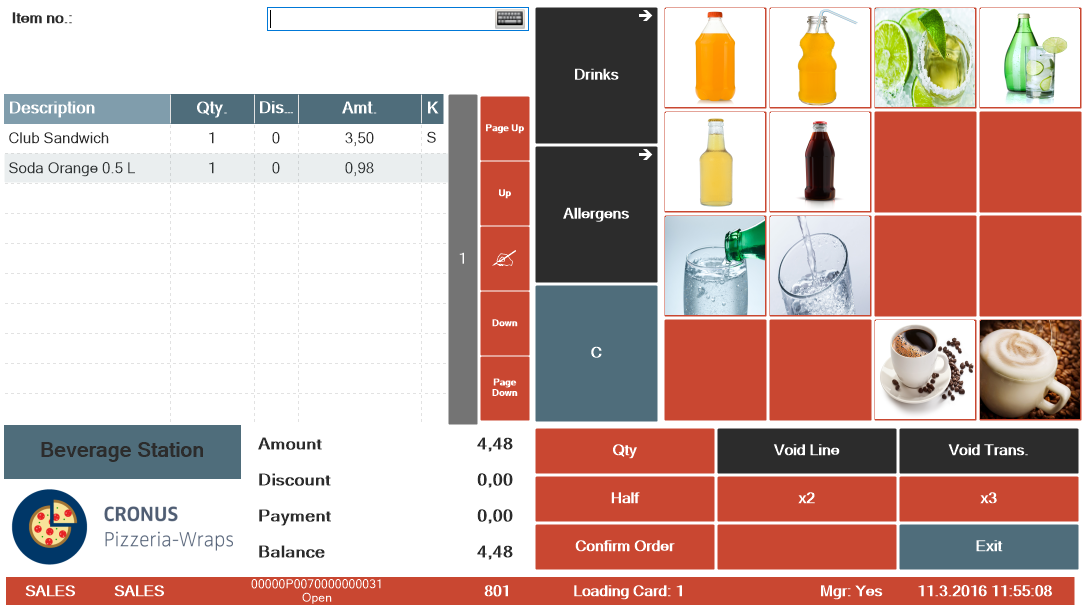 Item no.:
Description Qty. Dis... Amt. K
Club Sandwich 1 0 3,50 S
Soda Orange 0.5 L 1 0 0,98
1
Page Up
Up
Down
Page
Down
Drinks
Allergens
C
Beverage Station
CRONUS
Pizzeria-Wraps
Amount 4,48
Discount 0,00
Payment 0,00
Balance 4,48
Qty Void Line Void Trans.
Half x2 x3
Confirm Order Exit
SALES SALES 00000P0070000000031
Open
801 Loading Card: 1 Mgr: Yes 11.3.2016 11:55:08